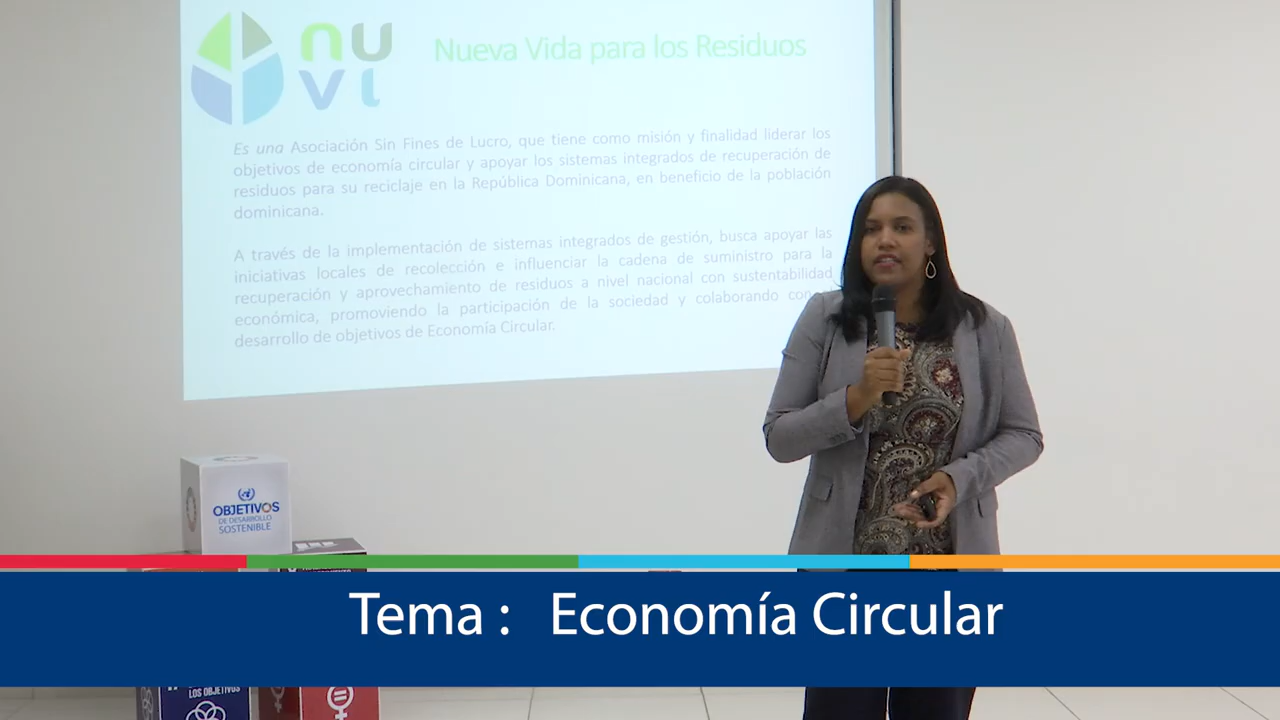 nu
vi
Nueva Vida para los Residuos
Es una Asociación Sin Fines de Lucro, que tiene como misión y finalidad liderar los
objetivos de economía circular y apoyar los sistemas integrados de recuperación de
residuos para su reciclaje en la República Dominicana, en beneficio de la población
dominicana.
A través de la implementación de sistemas integrados de gestión, busca apoyar las
iniciativas locales de recolección e influenciar la cadena de suministro para la
recuperación y aprovechamiento de residuos a nivel nacional con sustentabilidad
económica, promoviendo la participación de la sociedad y colaborando con
desarrollo de objetivos de Economía Circular.
OBJETIVOS
DE DESARROLLO
SOSTENIBLE
Tema : Economía Circular
LOS OBJETIVOS